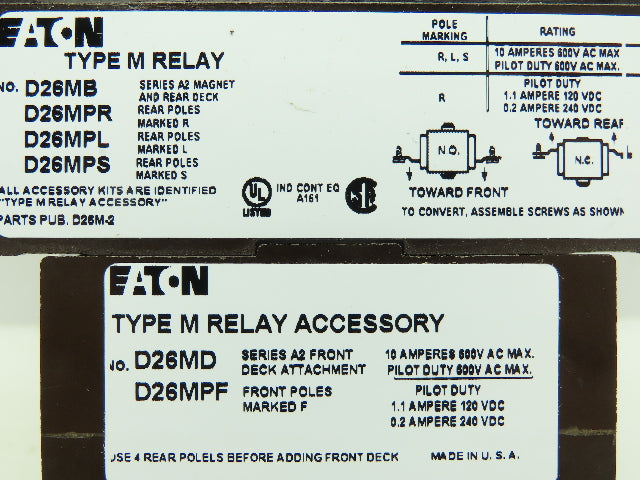 EATON
TYPE M RELAY
NO. D26MB SERIES A2 MAGNET AND REAR DECK
D26MPR REAR POLES MARKED R
D26MPL REAR POLES MARKED L
D26MPS REAR POLES MARKED S
ALL ACCESSORY KITS ARE IDENTIFIED
"TYPE M RELAY ACCESSORY"
PARTS PUB. D26M-2
UL
LISTED
IND CONT EQ
A161
POLE MARKING RATING
R, L, S 10 AMPERES 600V AC MAX
PILOT DUTY 600V AC MAX
R PILOT DUTY
1.1 AMPERE 120 VDC
0.2 AMPERE 240 VDC
TOWARD REAR
N.O. N.C.
TOWARD FRONT
TO CONVERT, ASSEMBLE SCREWS AS SHOWN
EATON
TYPE M RELAY ACCESSORY
NO. D26MD SERIES A2 FRONT DECK ATTACHMENT 10 AMPERES 600V AC MAX.
PILOT DUTY 600V AC MAX.
D26MPF FRONT POLES MARKED F PILOT DUTY
1.1 AMPERE 120 VDC
0.2 AMPERE 240 VDC
USE 4 REAR POLELS BEFORE ADDING FRONT DECK MADE IN U. S. A.